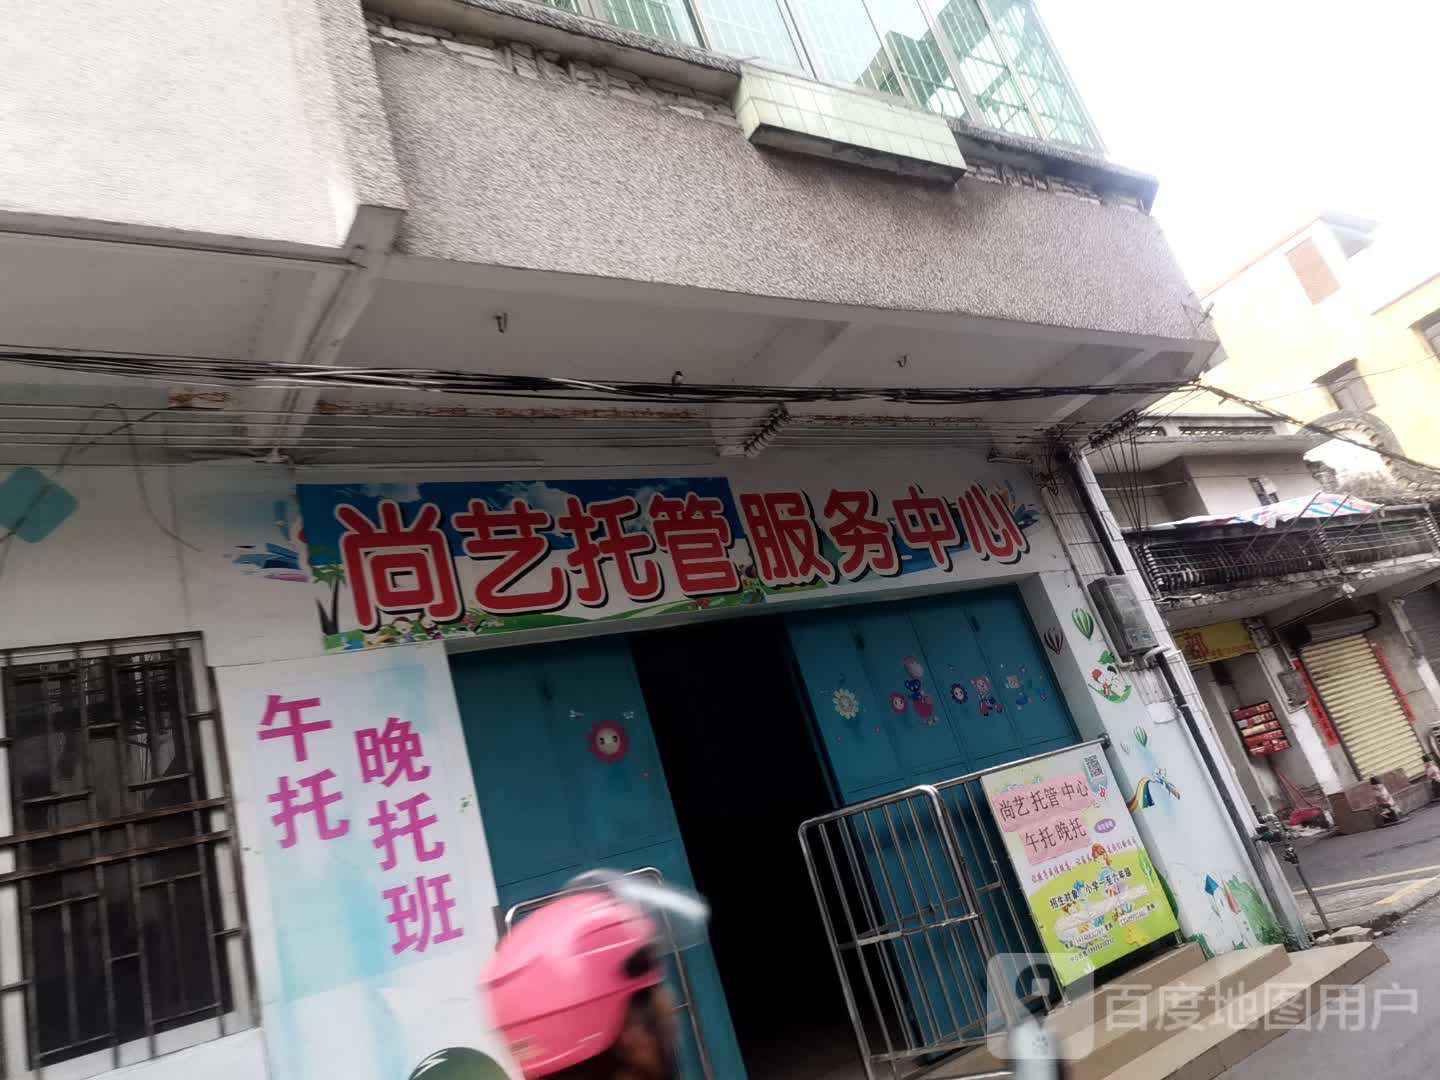 尚艺托管服务中心
午托
晚托班
尚艺托管中心
午托晚托
招生对象：小学一至六年级
百度地图用户